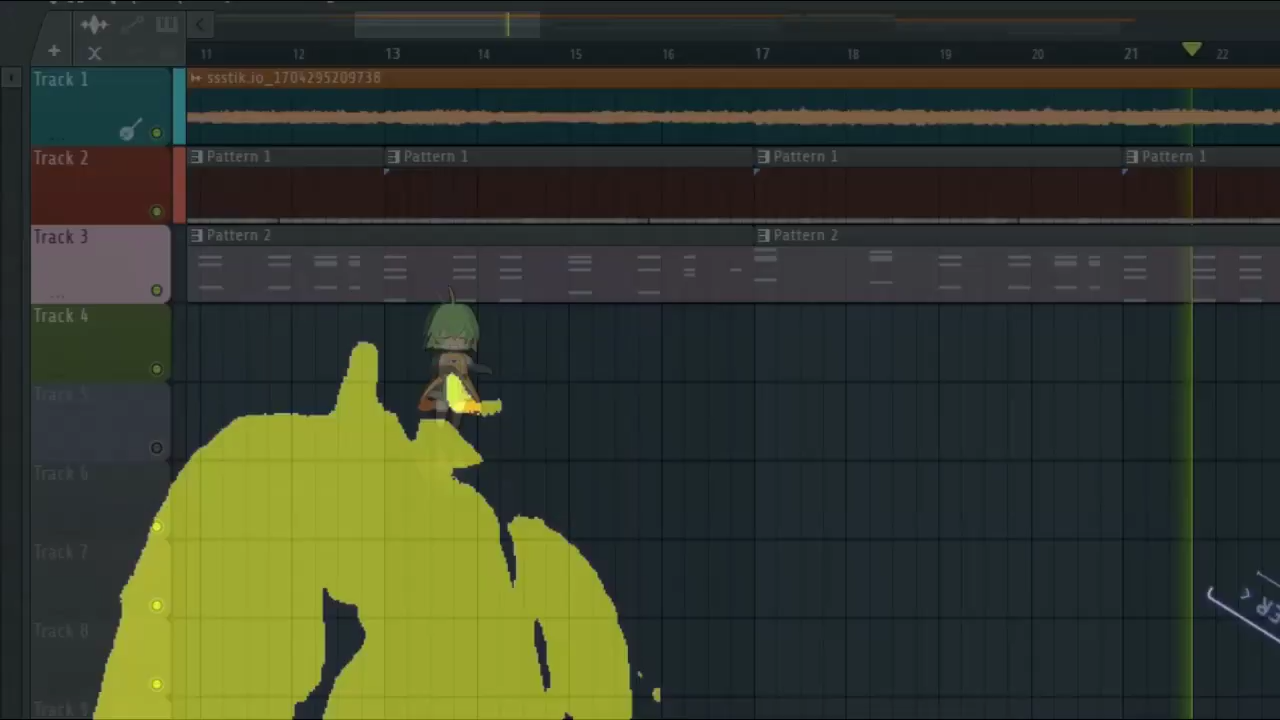 11 12 13 14 15 16 17 18 19 20 21 22
Track 1
ssstik.io_1704295209738
Track 2
Pattern 1 Pattern 1 Pattern 1 Pattern 1
Track 3
Pattern 2 Pattern 2
Track 4
Track 5
Track 6
Track 7
Track 8
Track 9